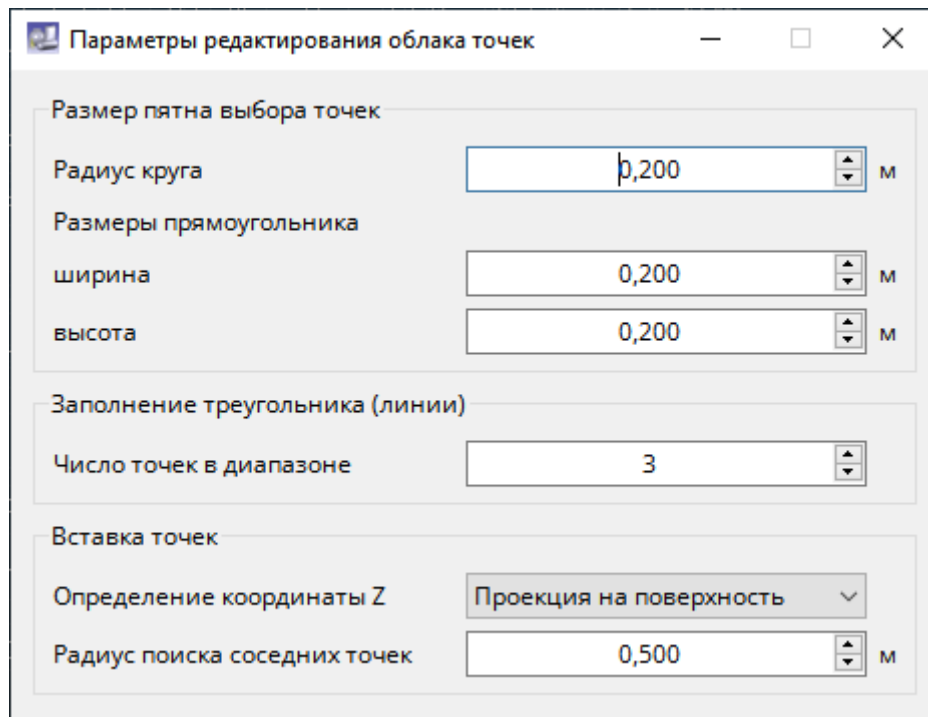 Параметры редактирования облака точек
Размер пятна выбора точек
Радиус круга 0,200 м
Размеры прямоугольника
ширина 0,200 м
высота 0,200 м
Заполнение треугольника (линии)
Число точек в диапазоне 3
Вставка точек
Определение координаты Z Проекция на поверхность
Радиус поиска соседних точек 0,500 м